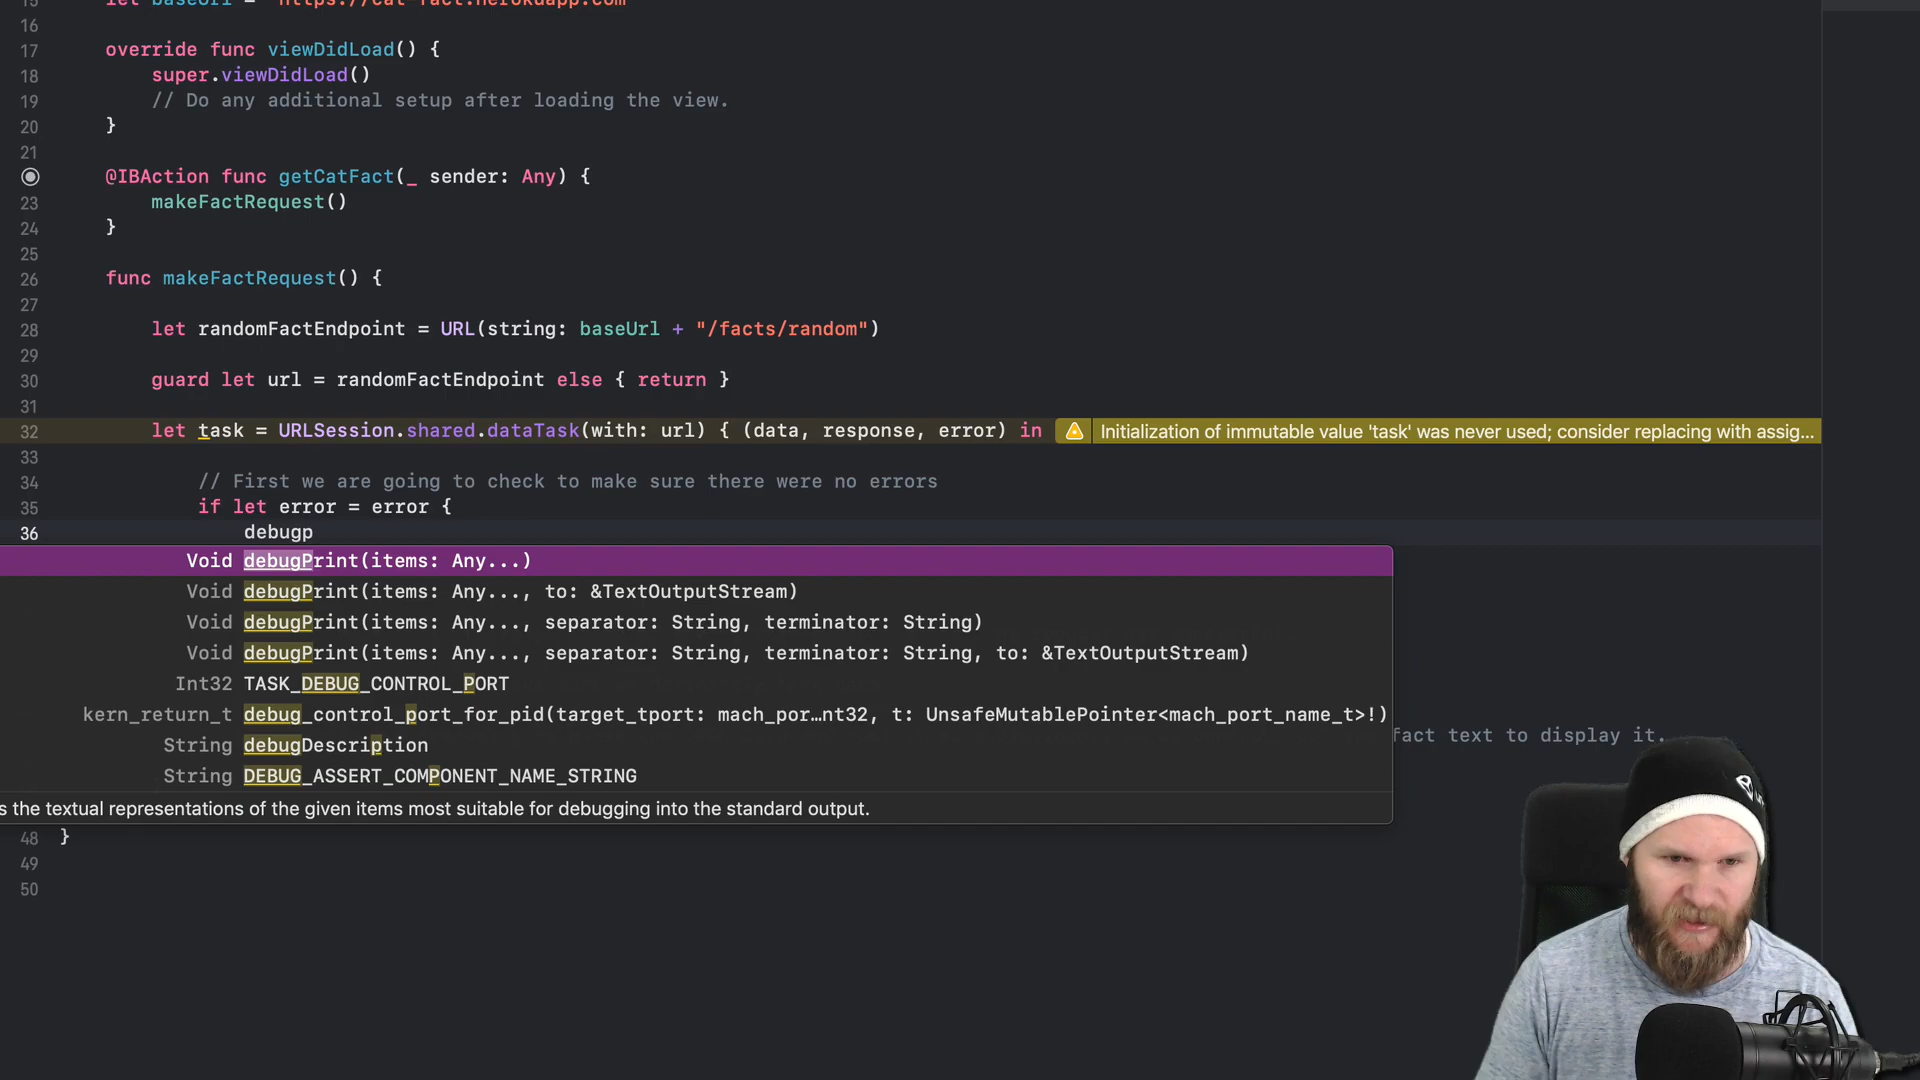 15 let baseUrl = "https://cat-fact.herokuapp.com"
16
17 override func viewDidLoad() {
18 super.viewDidLoad()
19 // Do any additional setup after loading the view.
20 }
21
@IBAction func getCatFact(_ sender: Any) {
23 makeFactRequest()
24 }
25
26 func makeFactRequest() {
27
28 let randomFactEndpoint = URL(string: baseUrl + "/facts/random")
29
30 guard let url = randomFactEndpoint else { return }
31
32 let task = URLSession.shared.dataTask(with: url) { (data, response, error) in Initialization of immutable value 'task' was never used; consider replacing with assig...
33
34 // First we are going to check to make sure there were no errors
35 if let error = error {
36 debugp
Void debugPrint(items: Any...)
Void debugPrint(items: Any..., to: &TextOutputStream)
Void debugPrint(items: Any..., separator: String, terminator: String)
Void debugPrint(items: Any..., separator: String, terminator: String, to: &TextOutputStream)
Int32 TASK_DEBUG_CONTROL_PORT
kern_return_t debug_control_port_for_pid(target_tport: mach_por…nt32, t: UnsafeMutablePointer<mach_port_name_t>!)
fact text to display it.
String debugDescription
String DEBUG_ASSERT_COMPONENT_NAME_STRING
s the textual representations of the given items most suitable for debugging into the standard output.
48 }
49
50